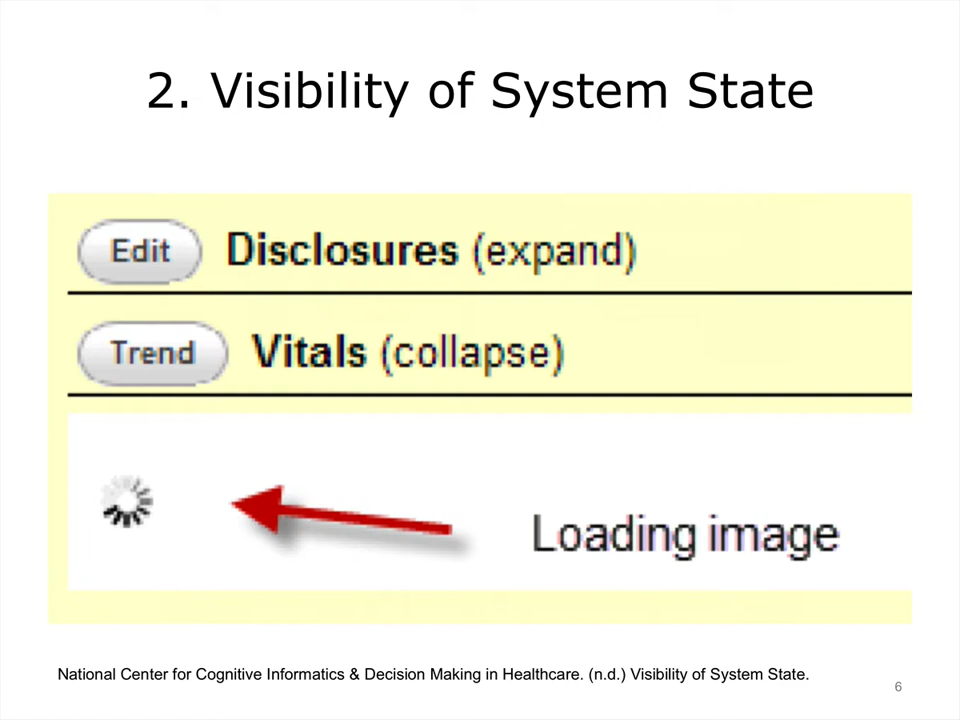 2. Visibility of System State
Edit Disclosures (expand)
Trend Vitals (collapse)
Loading image
National Center for Cognitive Informatics & Decision Making in Healthcare. (n.d.) Visibility of System State.
6